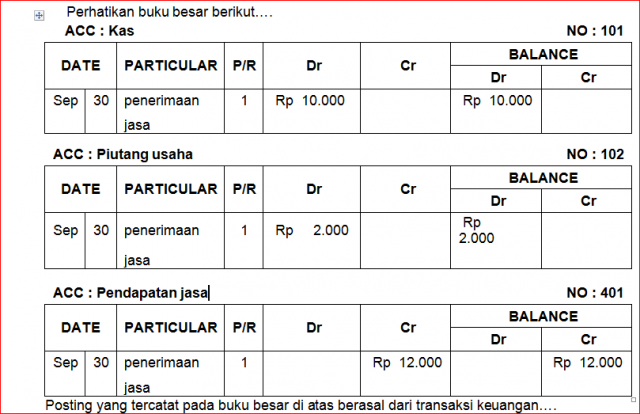 Perhatikan buku besar berikut….
ACC : Kas NO : 101
DATE PARTICULAR P/R Dr Cr BALANCE
Dr Cr
Sep 30 penerimaan 1 Rp 10.000 Rp 10.000
jasa
ACC : Piutang usaha NO : 102
DATE PARTICULAR P/R Dr Cr BALANCE
Dr Cr
Sep 30 penerimaan 1 Rp 2.000 Rp
2.000
jasa
ACC : Pendapatan jasa NO : 401
DATE PARTICULAR P/R Dr Cr BALANCE
Dr Cr
Sep 30 penerimaan 1 Rp 12.000 Rp 12.000
jasa
Posting yang tercatat pada buku besar di atas berasal dari transaksi keuangan….